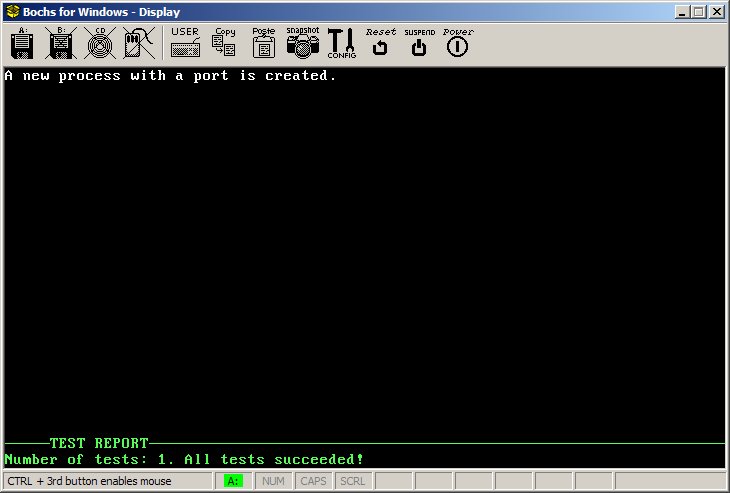 Bochs for Windows - Display
A: B: CD USER Copy Paste snapshot CONFIG Reset SUSPEND Power
A new process with a port is created.
TEST REPORT
Number of tests: 1. All tests succeeded!
CTRL + 3rd button enables mouse A: NUM CAPS SCRL